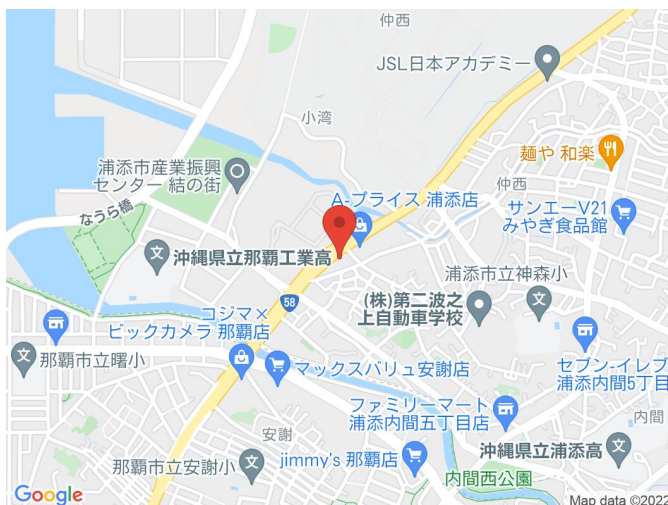 仲西
JSL日本アカデミー
小湾
麺や 和楽
浦添市産業振興
センター 結の街
仲西
A-プライス 浦添店
サンエーV21
みやぎ食品館
なうら橋
沖縄県立那覇工業高
浦添市立神森小
58
(株)第二波之
上自動車学校
コジマ×
ビックカメラ 那覇店
那覇市立曙小
マックスバリュ安謝店
セブン-イレブ
浦添内間5丁目
ファミリーマート
浦添内間五丁目店
内間
安謝
沖縄県立浦添高
那覇市立安謝小
jimmy's 那覇店
内間西公園
Google
Map data ©2022